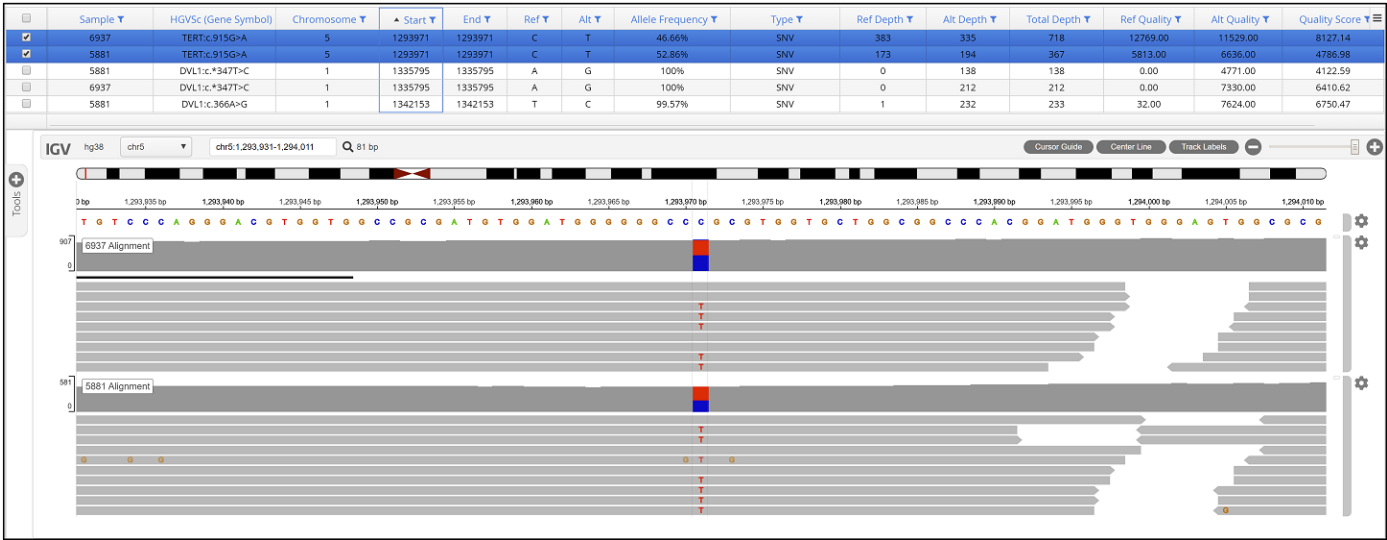 Sample HGVSc (Gene Symbol) Chromosome Start End Ref Alt Allele Frequency Type Ref Depth Alt Depth Total Depth Ref Quality Alt Quality Quality Score
6937 TERT:c.915G>A 5 1293971 1293971 C T 46.66% SNV 383 335 718 12769.00 11529.00 8127.14
5881 TERT:c.915G>A 5 1293971 1293971 C T 52.86% SNV 173 194 367 5813.00 6636.00 4786.98
5881 DVL1:c.*347T>C 1 1335795 1335795 A G 100% SNV 0 138 138 0.00 4771.00 4122.59
6937 DVL1:c.*347T>C 1 1335795 1335795 A G 100% SNV 0 212 212 0.00 7330.00 6410.62
5881 DVL1:c.366A>G 1 1342153 1342153 T C 99.57% SNV 1 232 233 32.00 7624.00 6750.47
Tools
IGV hg38 chr5 chr5:1,293,931-1,294,011 81 bp Cursor Guide Center Line Track Labels
0 bp 1,293,935 bp 1,293,940 bp 1,293,945 bp 1,293,950 bp 1,293,955 bp 1,293,960 bp 1,293,965 bp 1,293,970 bp 1,293,975 bp 1,293,980 bp 1,293,985 bp 1,293,990 bp 1,293,995 bp 1,294,000 bp 1,294,005 bp 1,294,010 bp
T G T C C C A G G G A C G T G G T G G C C G C G A T G T G G A T G G G G G G C C C G C G T G G T G C T G G C G G C C C A C G G A T G G G T G G G A G T G G C G C G
907 6937 Alignment
0
T
T
T
T
T
581 5881 Alignment
0
T
T
G G G G T G
T
T
T
T G